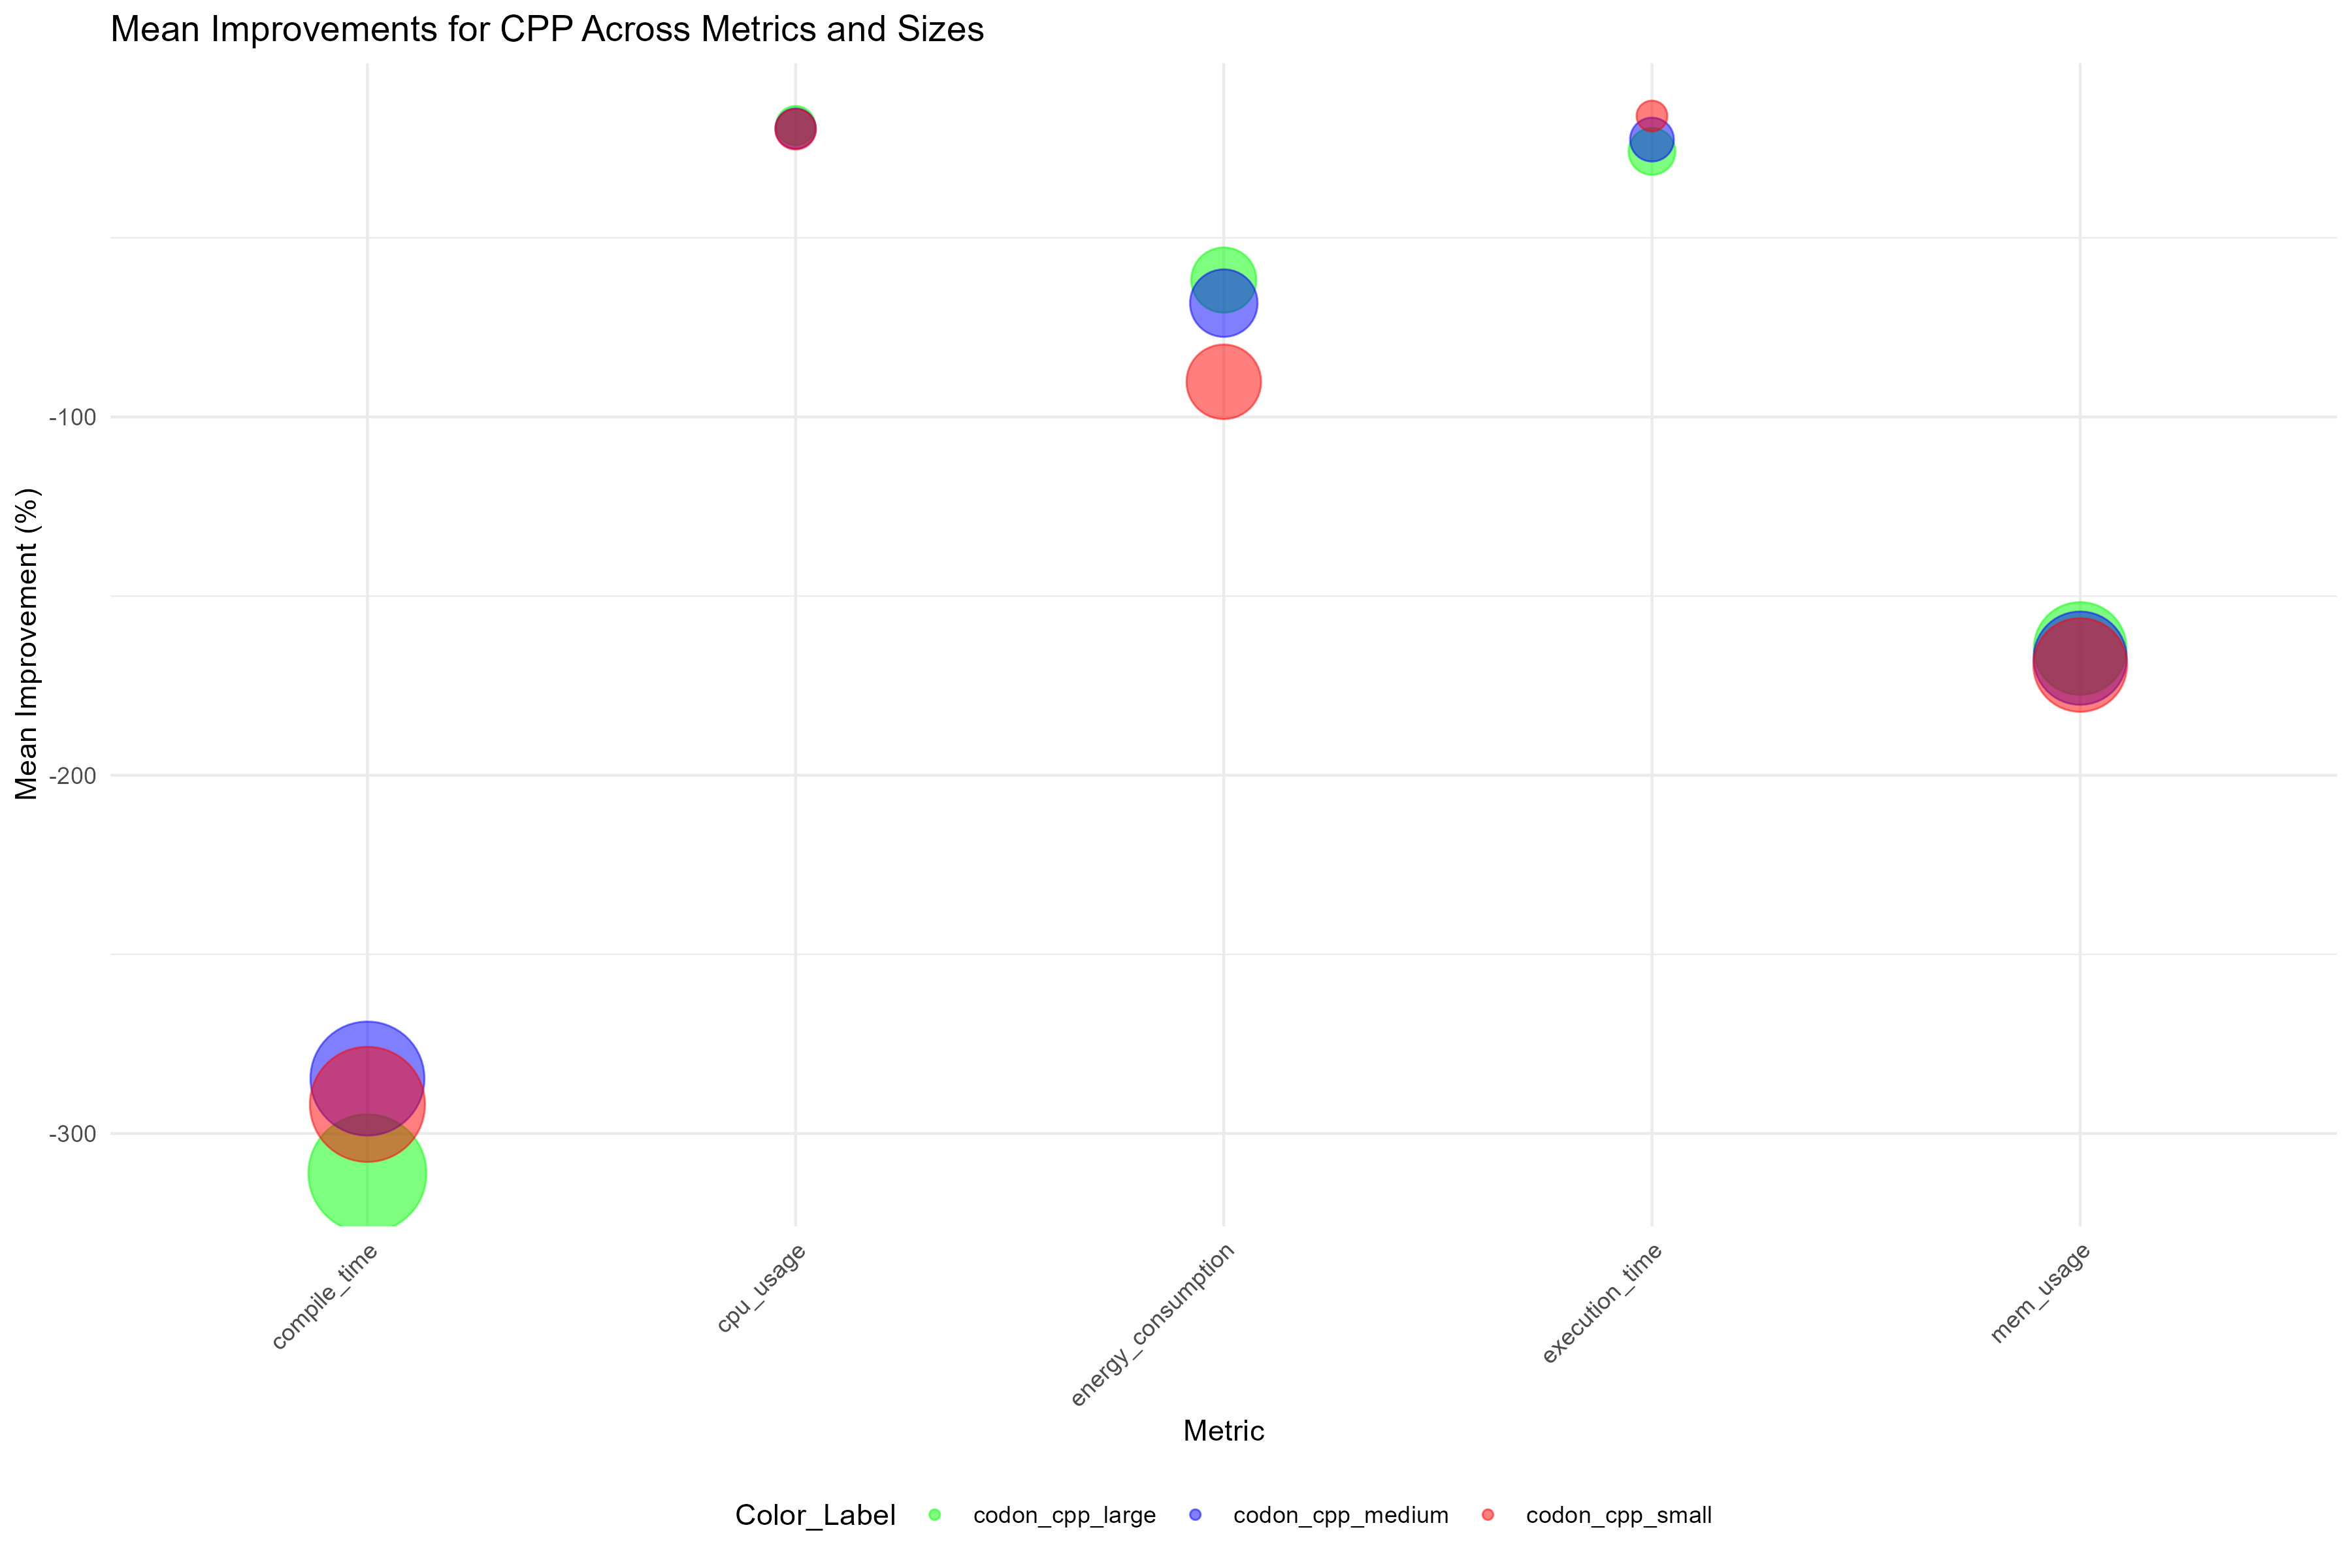 Mean Improvements for CPP Across Metrics and Sizes
Mean Improvement (%)
-100
-200
-300
compile_time
cpu_usage
energy_consumption
execution_time
mem_usage
Metric
Color_Label codon_cpp_large codon_cpp_medium codon_cpp_small